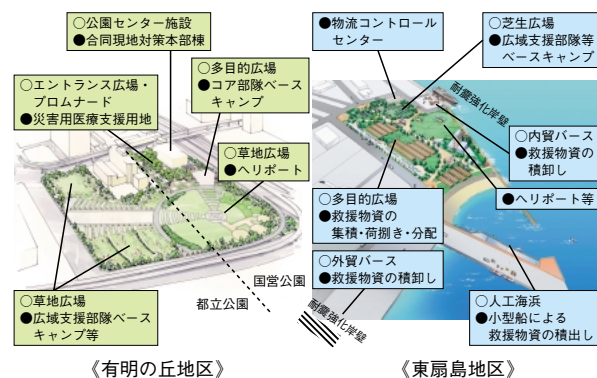 ○公園センター施設
●合同現地対策本部棟
○エントランス広場・
プロムナード
●災害用医療支援用地
○多目的広場
●コア部隊ベース
キャンプ
○草地広場
●ヘリポート
○草地広場
●広域支援部隊ベース
キャンプ等
国営公園
都立公園
《有明の丘地区》
●物流コントロール
センター
○芝生広場
●広域支援部隊等
ベースキャンプ
耐震強化岸壁
○内貿バース
●救援物資の
積卸し
●ヘリポート等
○多目的広場
●救援物資の
集積・荷捌き・分配
○外貿バース
●救援物資の積卸し
耐震強化岸壁
○人工海浜
●小型船による
救援物資の積出し
《東扇島地区》